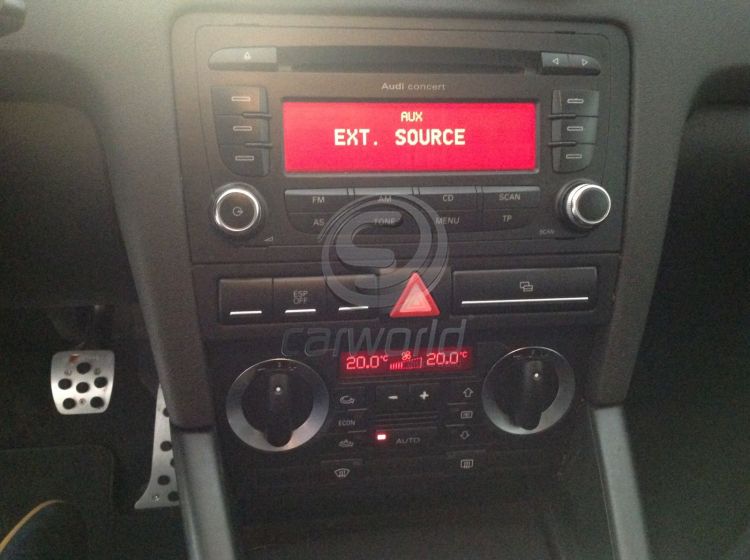 Audi concert
AUX
EXT. SOURCE
FM AM CD SCAN
AS TONE MENU TP
SCAN
ESP
OFF
carworld
20.0°C 20.0°C
ECON
AUTO